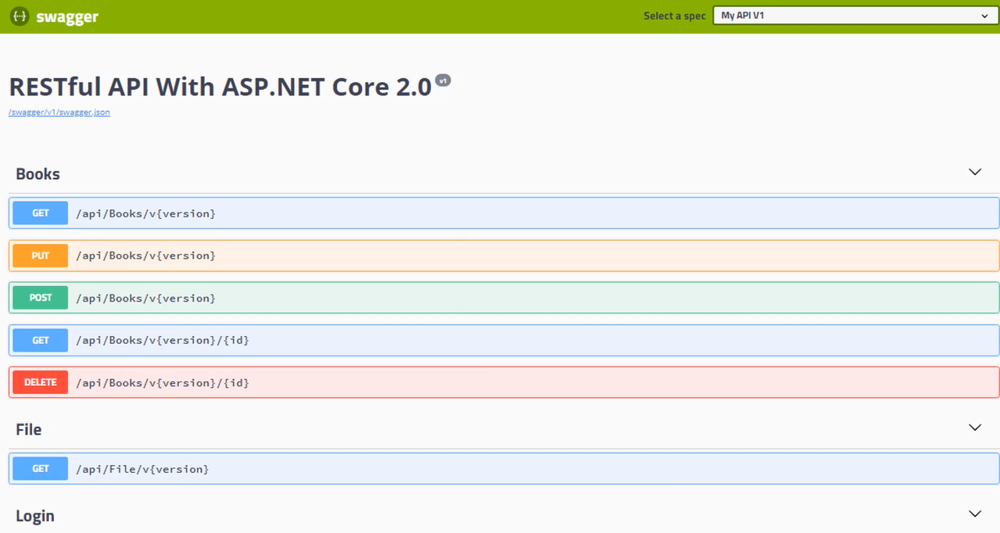 {··} swagger Select a spec My API V1
RESTful API With ASP.NET Core 2.0 v1
/swagger/v1/swagger.json
Books
GET /api/Books/v{version}
PUT /api/Books/v{version}
POST /api/Books/v{version}
GET /api/Books/v{version}/{id}
DELETE /api/Books/v{version}/{id}
File
GET /api/File/v{version}
Login